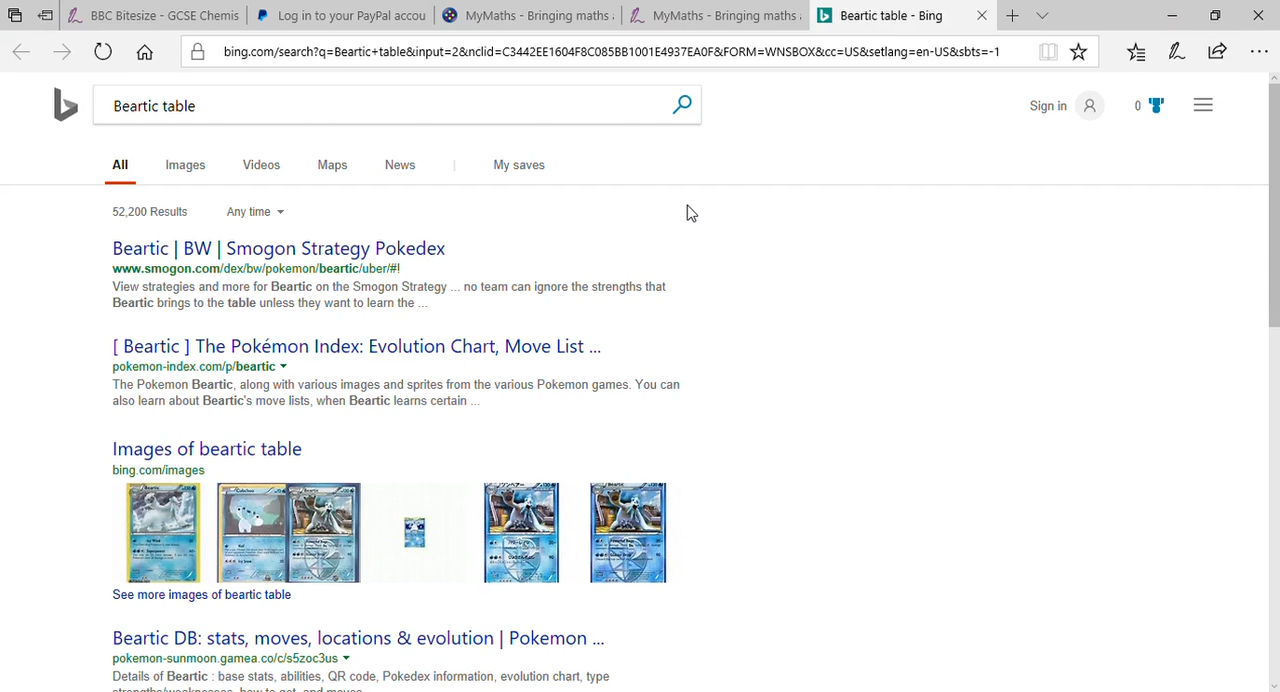 BBC Bitesize - GCSE Chemis
Log in to your PayPal accou
MyMaths - Bringing maths
MyMaths - Bringing maths
Beartic table - Bing
bing.com/search?q=Beartic+table&input=2&nclid=C3442EE1604F8C085BB1001E4937EA0F&FORM=WNSBOX&cc=US&setlang=en-US&sbts=-1
Beartic table
Sign in
0
All Images Videos Maps News | My saves
52,200 Results Any time
Beartic | BW | Smogon Strategy Pokedex
www.smogon.com/dex/bw/pokemon/beartic/uber/#!
View strategies and more for Beartic on the Smogon Strategy ... no team can ignore the strengths that
Beartic brings to the table unless they want to learn the ...
[ Beartic ] The Pokémon Index: Evolution Chart, Move List ...
pokemon-index.com/p/beartic
The Pokemon Beartic, along with various images and sprites from the various Pokemon games. You can
also learn about Beartic's move lists, when Beartic learns certain ...
Images of beartic table
bing.com/images
See more images of beartic table
Beartic DB: stats, moves, locations & evolution | Pokemon ...
pokemon-sunmoon.gamea.co/c/s5zoc3us
Details of Beartic : base stats, abilities, QR code, Pokedex information, evolution chart, type
strengths/weaknesses, how to get, and moves